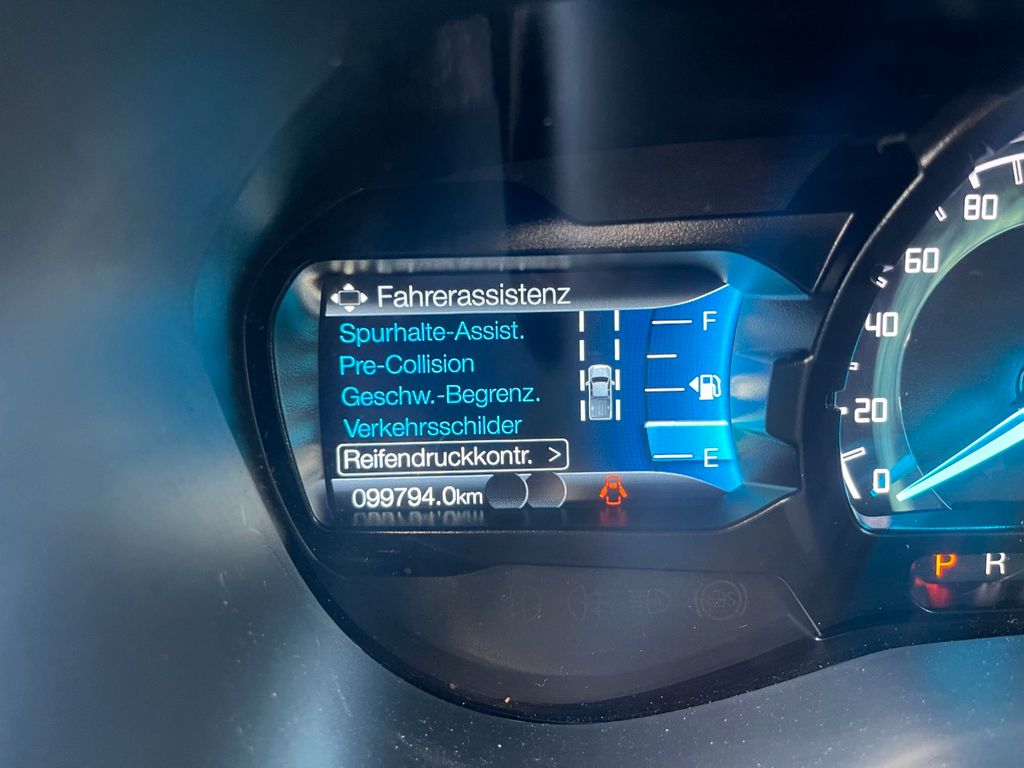 Fahrerassistenz
Spurhalte-Assist.
Pre-Collision
Geschw.-Begrenz.
Verkehrsschilder
Reifendruckkontr. >
099794.0km
F
E
80
60
40
20
0
P R